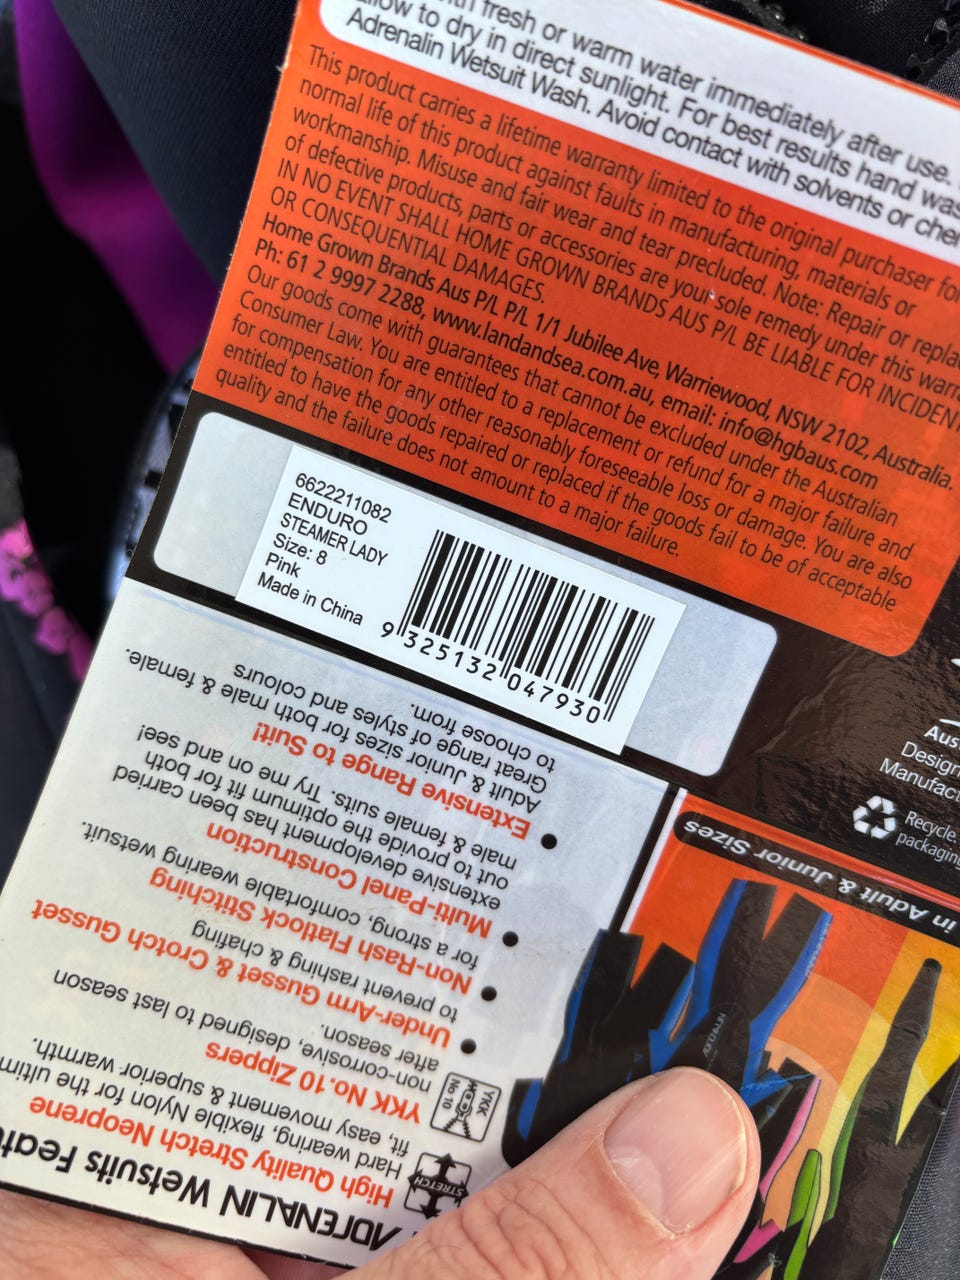 with fresh or warm water immediately after use.
Allow to dry in direct sunlight. For best results hand
Adrenalin Wetsuit Wash. Avoid contact with solvents or
This product carries a lifetime warranty limited to the original purchaser
normal life of this product against faults in manufacturing, materials or
workmanship. Misuse and fair wear and tear precluded. Note: Repair or
of defective products, parts or accessories are your sole remedy under this
IN NO EVENT SHALL HOME GROWN BRANDS AUS P/L BE LIABLE FOR
OR CONSEQUENTIAL DAMAGES.
Home Grown Brands Aus P/L P/L 1/1 Jubilee Ave, Warriewood, NSW 2102, Australia.
Ph: 61 2 9997 2288, www.landandsea.com.au, email: info@hgbaus.com
Our goods come with guarantees that cannot be excluded under the Australian
Consumer Law. You are entitled to a replacement or refund for a major failure and
for compensation for any other reasonably foreseeable loss or damage. You are also
entitled to have the goods repaired or replaced if the goods fail to be of acceptable
quality and the failure does not amount to a major failure.
6622211082
ENDURO
STEAMER LADY
Size: 8
Pink
Made in China
9 325132 047930
Recycle
packaging
ADRENALIN Wetsuits
High Quality Stretch Neoprene
Hard wearing, flexible Nylon for the
fit, easy movement & superior warmth.
STRETCH
YKK No.10 Zippers
non-corrosive, designed to last season
after season.
YKK
No 10
• Under-Arm Gusset & Crotch Gusset
to prevent rashing & chafing
• Non-Rash Flatlock Stitching
for a strong, comfortable wearing wetsuit.
• Multi-Panel Construction
extensive development has been carried
out to provide the optimum fit for both
male & female suits. Try me on and see!
• Extensive Range to Suit!
Adult & Junior sizes for both male & female.
Great range of styles and colours
to choose from.
in Adult & Junior Sizes